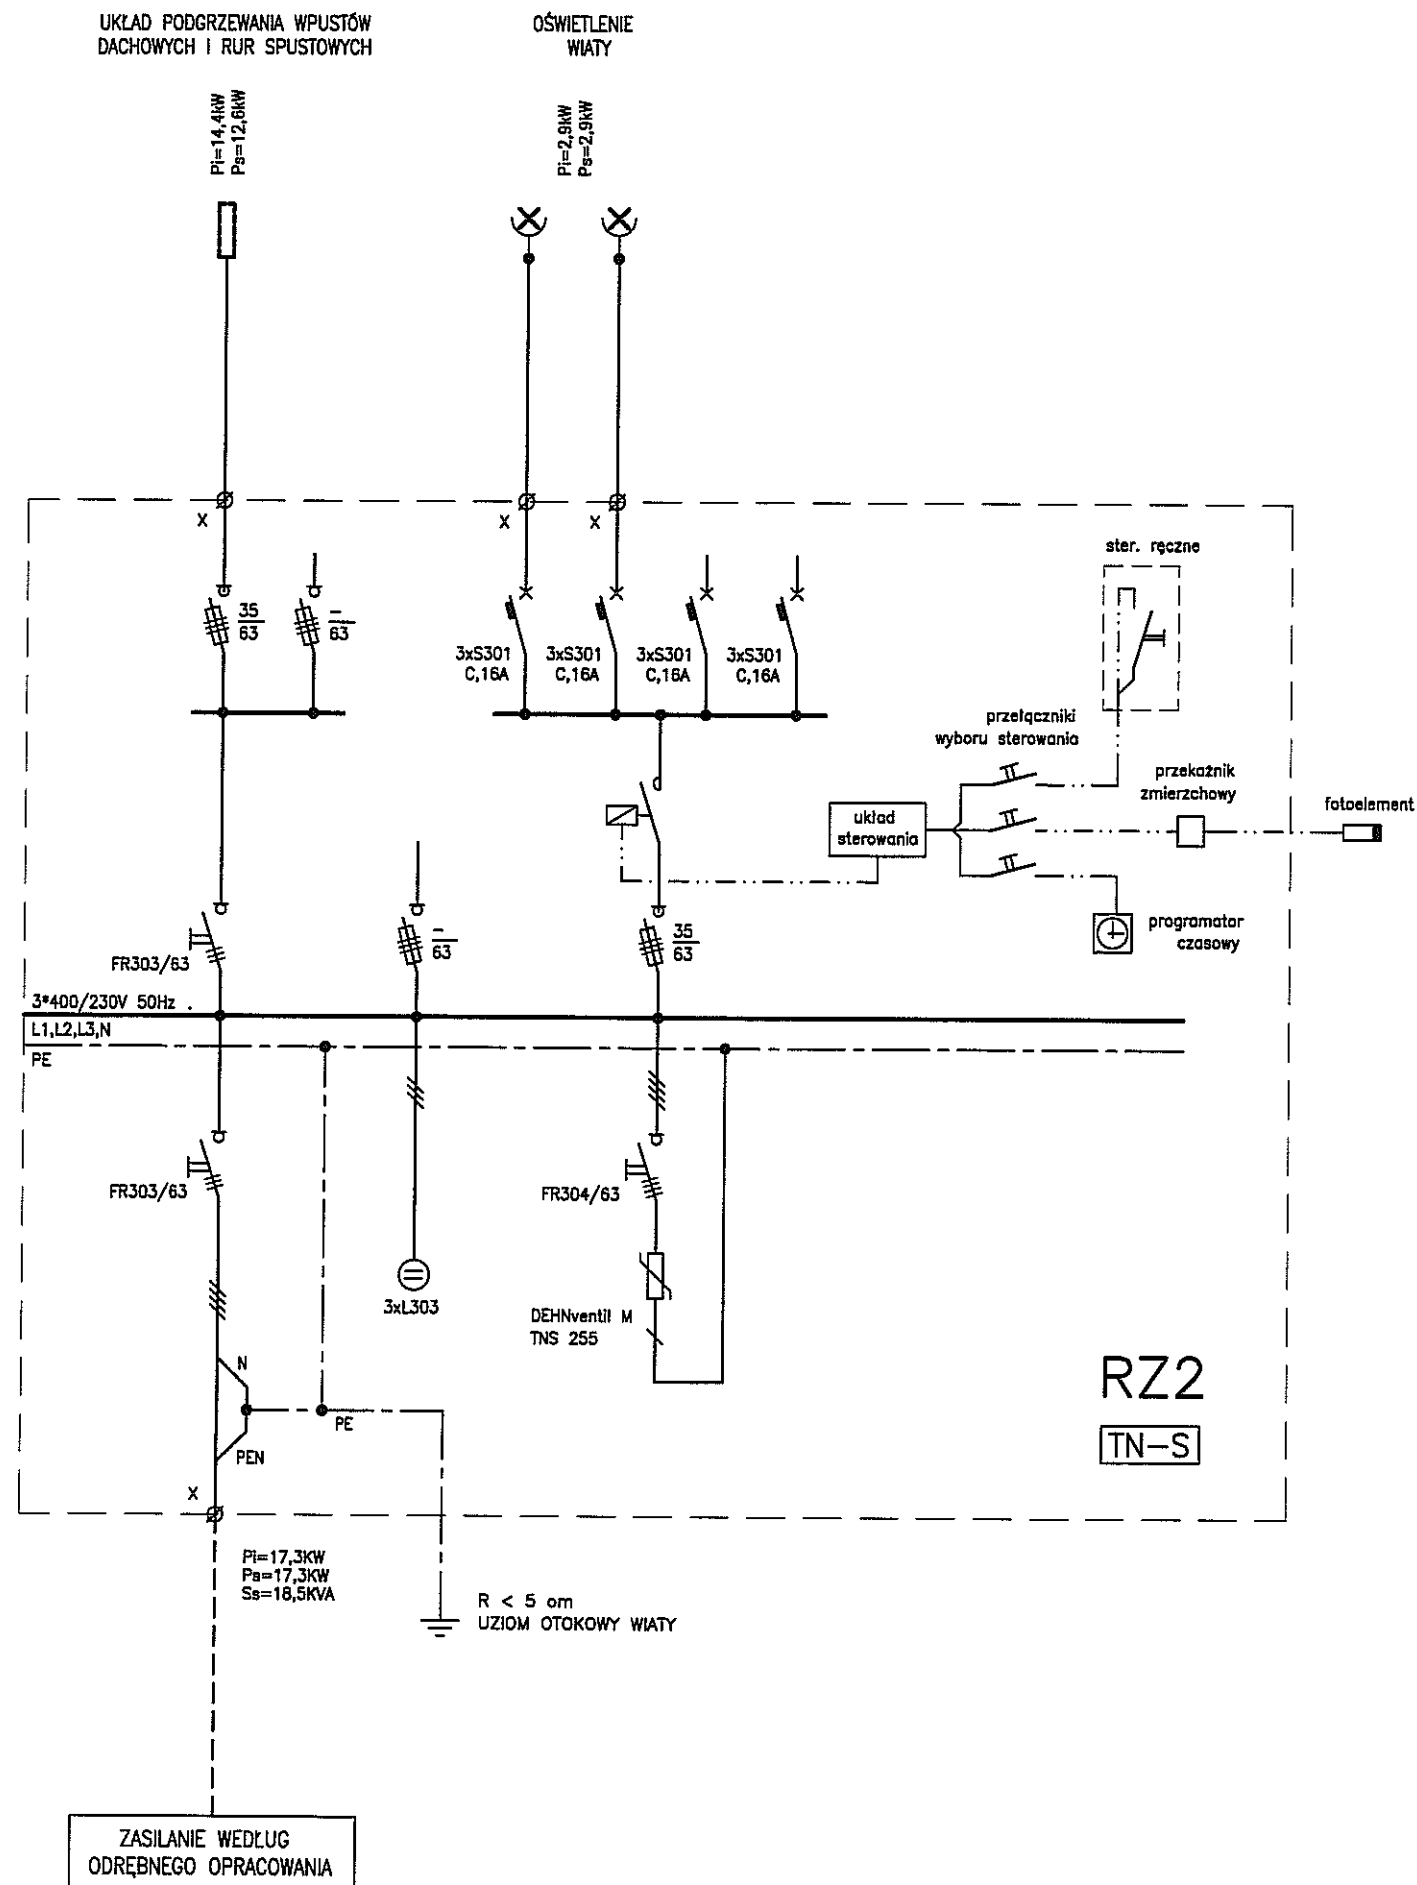 UKŁAD PODGRZEWANIA WPUSTÓW
DACHOWYCH I RUR SPUSTOWYCH
OŚWIETLENIE
WIATY
Pi=14,4kW
Ps=12,6kW
Pi=2,9kW
Ps=2,9kW
X
X
X
35
63
-
63
3xS301
C,16A
3xS301
C,16A
3xS301
C,16A
3xS301
C,16A
ster. ręczne
przełączniki
wyboru sterowania
przekaźnik
zmierzchowy
fotoelement
układ
sterowania
programator
czasowy
FR303/63
-
63
35
63
3*400/230V 50Hz .
L1,L2,L3,N
PE
FR303/63
FR304/63
3xL303
DEHNventil M
TNS 255
N
PE
PEN
X
RZ2
TN-S
Pi=17,3KW
Ps=17,3KW
Ss=18,5KVA
R < 5 om
UZIOM OTOKOWY WIATY
ZASILANIE WEDŁUG
ODRĘBNEGO OPRACOWANIA